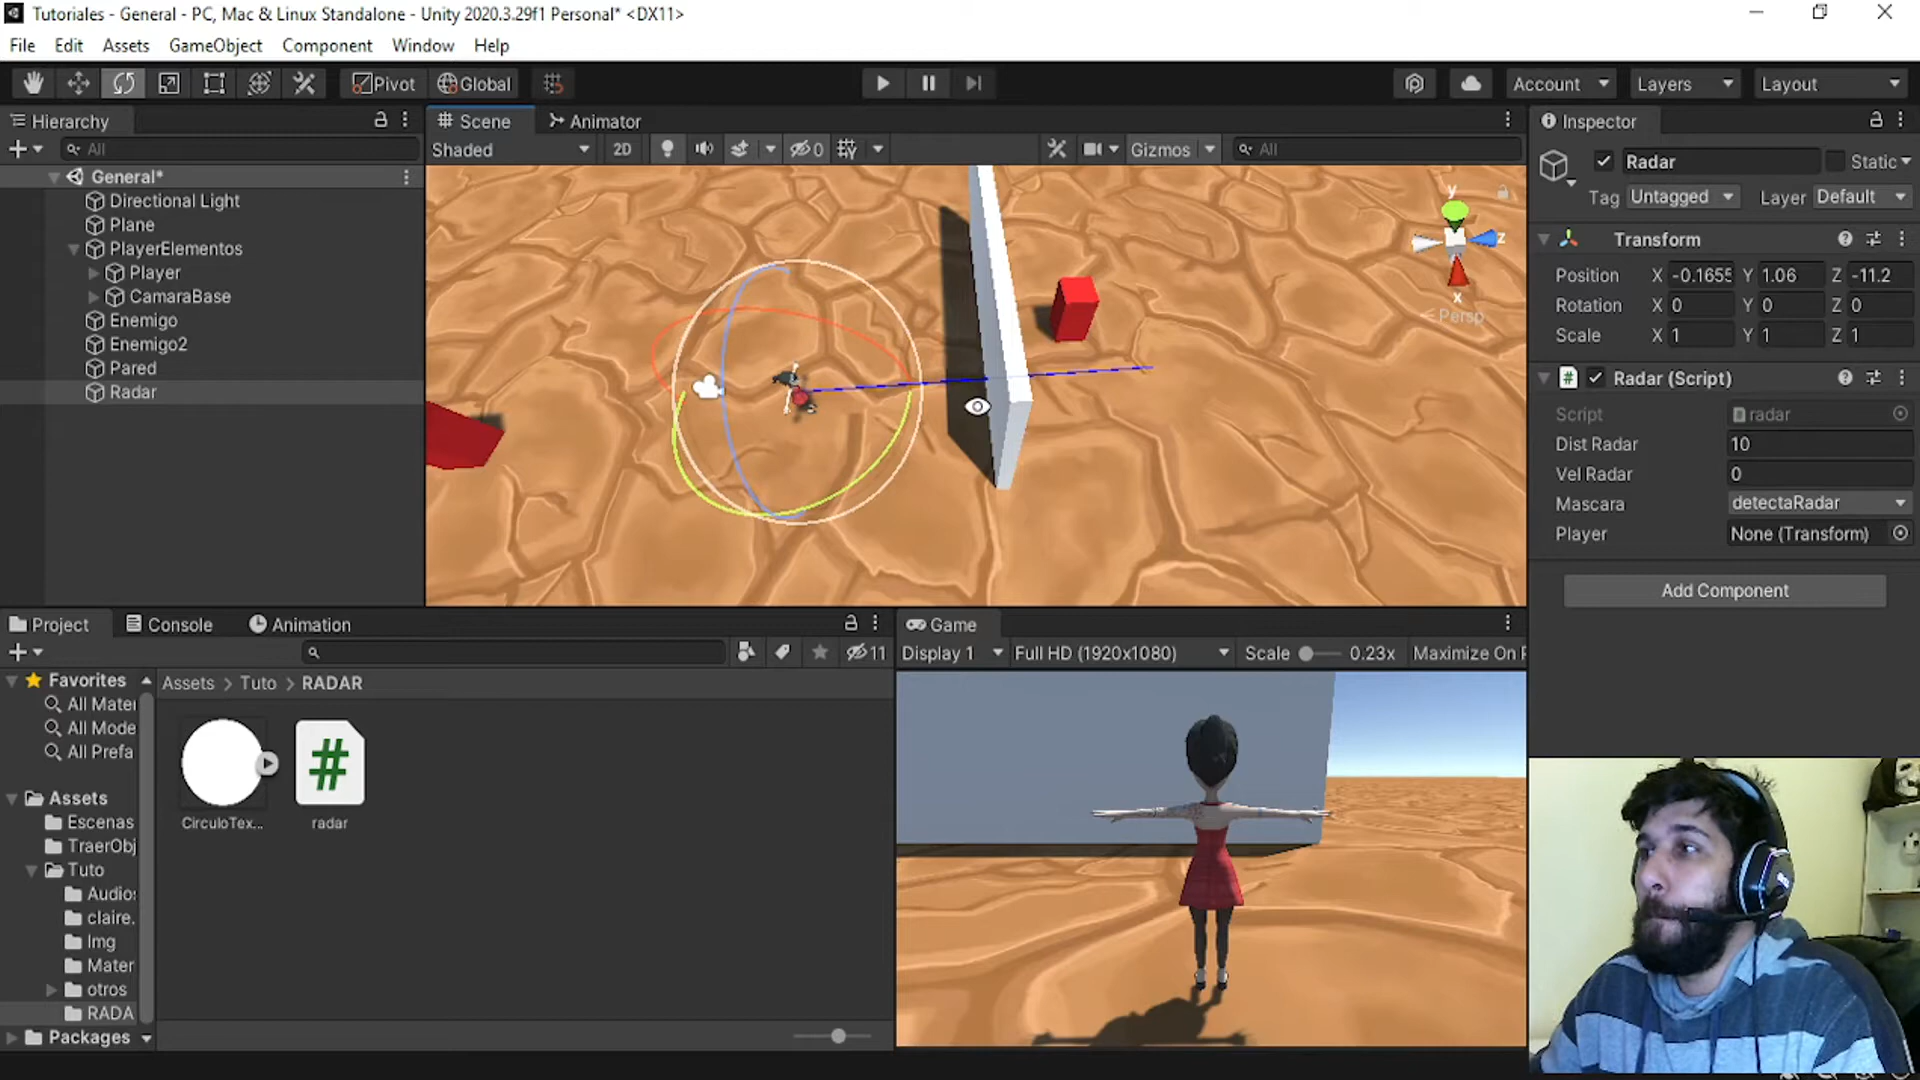 Tutoriales - General - PC, Mac & Linux Standalone - Unity 2020.3.29f1 Personal* <DX11>
File Edit Assets GameObject Component Window Help
Pivot Global Account Layers Layout
Hierarchy
All
General*
Directional Light
Plane
PlayerElementos
Player
CamaraBase
Enemigo
Enemigo2
Pared
Radar
Scene Animator
Shaded 2D 0 Gizmos All
y
z
x
Persp
Inspector
Radar Static
Tag Untagged Layer Default
Transform
Position X -0.1655 Y 1.06 Z -11.2
Rotation X 0 Y 0 Z 0
Scale X 1 Y 1 Z 1
# Radar (Script)
Script radar
Dist Radar 10
Vel Radar 0
Mascara detectaRadar
Player None (Transform)
Add Component
Project Console Animation
11
Favorites
All Mater
All Mode
All Prefa
Assets
Escenas
TraerObj
Tuto
Audio
claire.
Img
Mater
otros
RADA
Packages
Assets > Tuto > RADAR
#
CirculoTex... radar
Game
Display 1 Full HD (1920x1080) Scale 0.23x Maximize On P